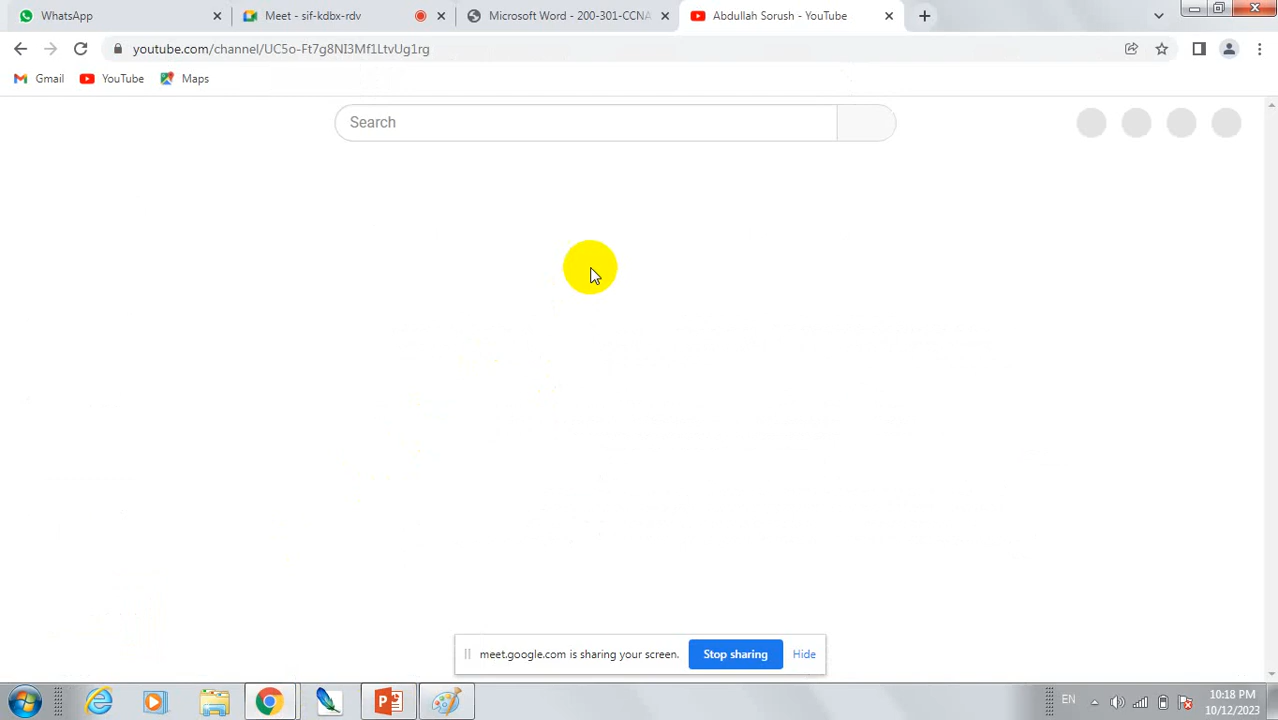 WhatsApp
Meet - sif-kdbx-rdv
Microsoft Word  200-301-CCNA
Abdullah Sorush - YouTube
youtube.com/channel/UC5o-Ft7g8NI3Mf1LtvUg1rg
Gmail
YouTube
Maps
Search
meet.google.com is sharing your screen.
Stop sharing
Hide
EN
10:18 PM
10/12/2023